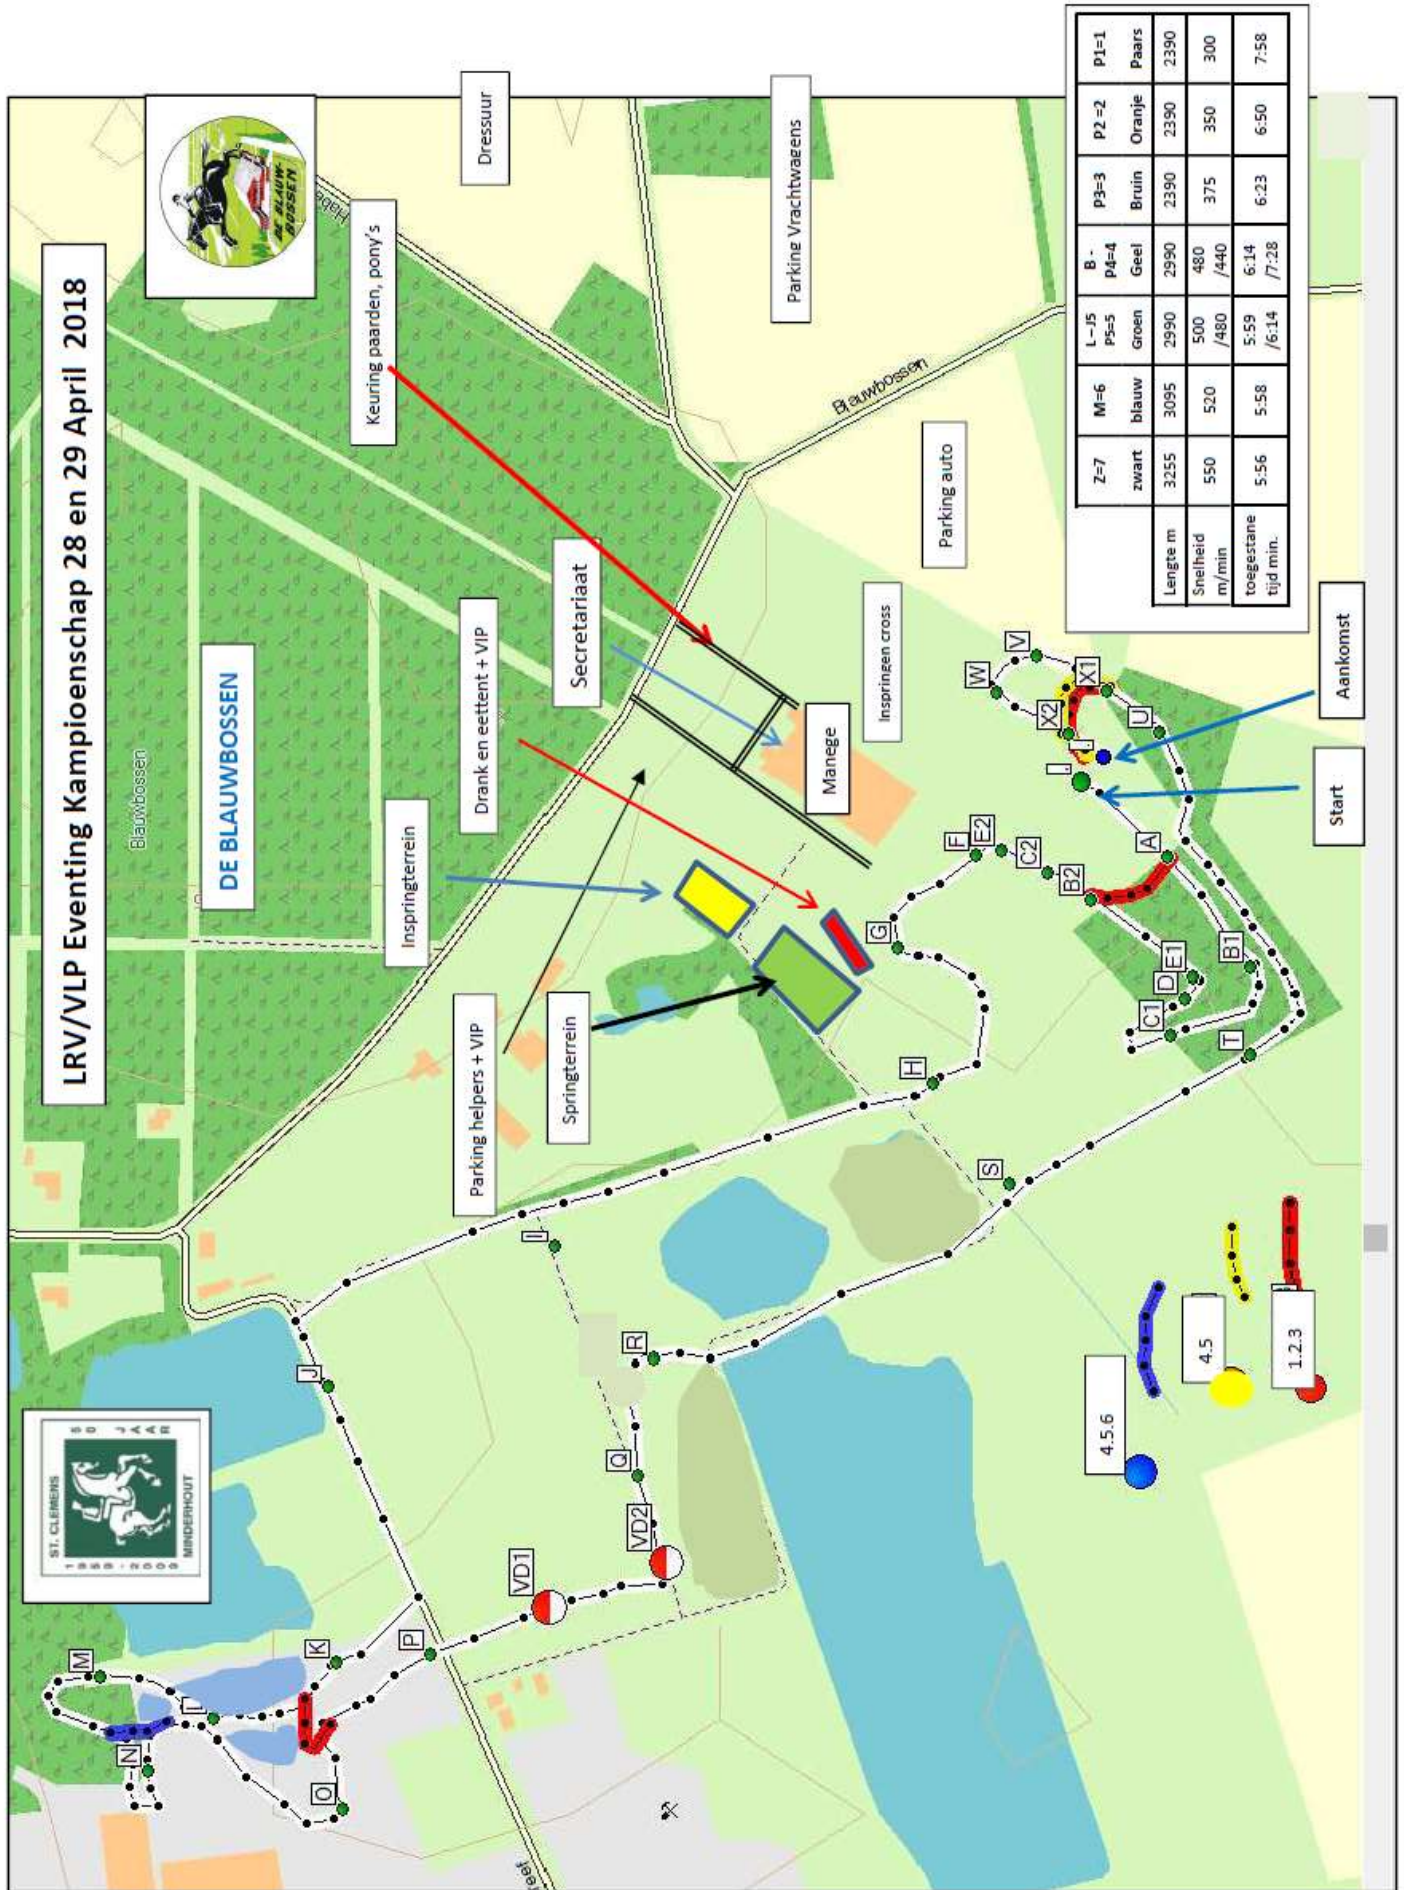 LRV/VLP Eventing Kampioenschap 28 en 29 April 2018
ST. CLEMENS
1959-2009
50 JAAR
MINDERHOUT
DE BLAUW-
BOSSEN
Blauwbossen
DE BLAUWBOSSEN
Keuring paarden, pony's
Dressuur
Inspringterrein
Drank en eettent + VIP
Secretariaat
Parking helpers + VIP
Springterrein
Manege
Inspringen cross
Parking auto
Parking Vrachtwagens
Blauwbossen
M
N
K
O
P
J
I
VD1
VD2
Q
R
H
G
F
E2
C2
B2
A
W
V
X2
X1
U
S
T
C1
D
E1
B1
Start
Aankomst
4.5.6
4.5
1.2.3
Z=7 M=6 L–J5 P5=5 B - P4=4 P3=3 P2 =2 P1=1
zwart blauw Groen Geel Bruin Oranje Paars
Lengte m 3255 3095 2990 2990 2390 2390 2390
Snelheid m/min 550 520 500 /480 480 /440 375 350 300
toegestane tijd min. 5:56 5:58 5:59 /6:14 6:14 /7:28 6:23 6:50 7:58